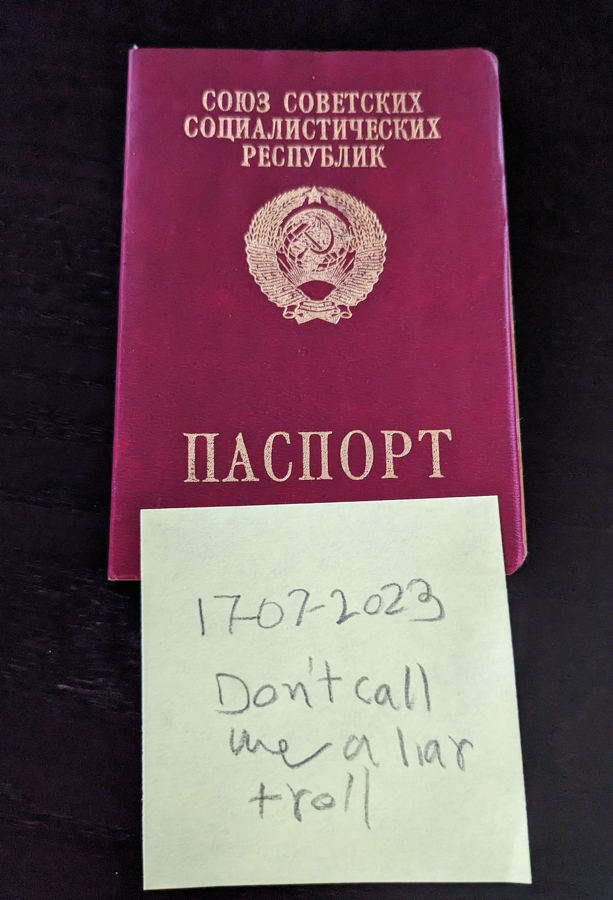 СОЮЗ СОВЕТСКИХ
СОЦИАЛИСТИЧЕСКИХ
РЕСПУБЛИК
ПАСПОРТ
17-07-2023
Don't call
me a liar
troll